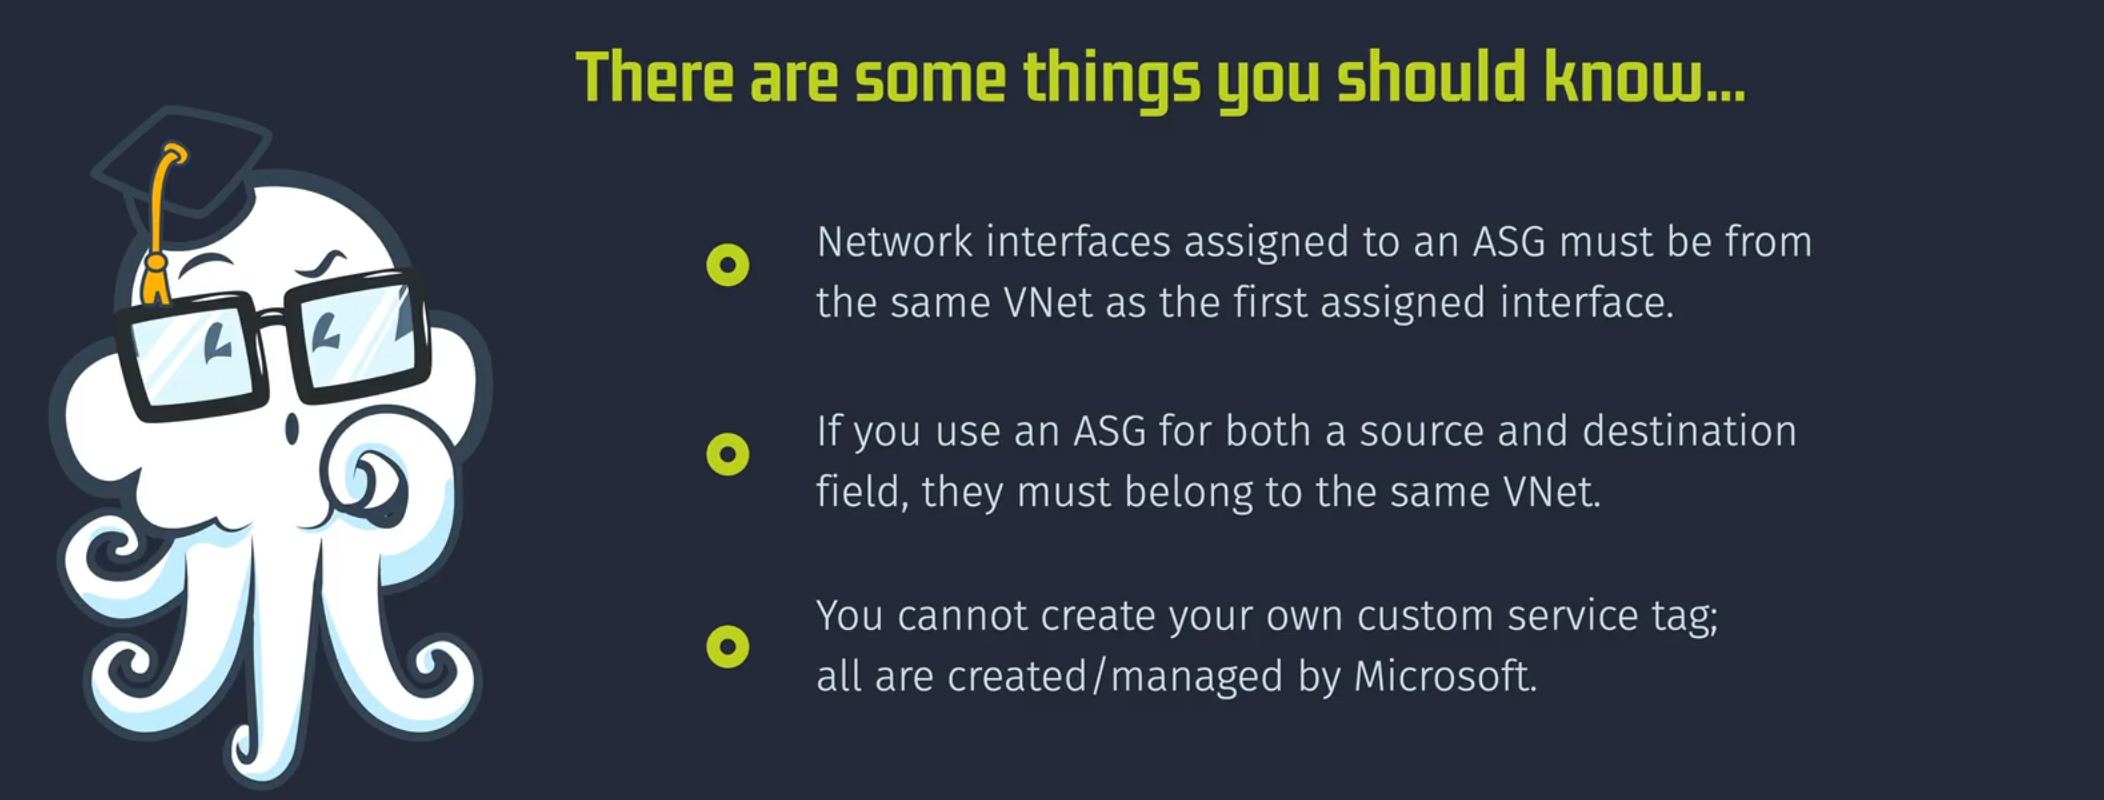 There are some things you should know...
Network interfaces assigned to an ASG must be from
the same VNet as the first assigned interface.
If you use an ASG for both a source and destination
field, they must belong to the same VNet.
You cannot create your own custom service tag;
all are created/managed by Microsoft.